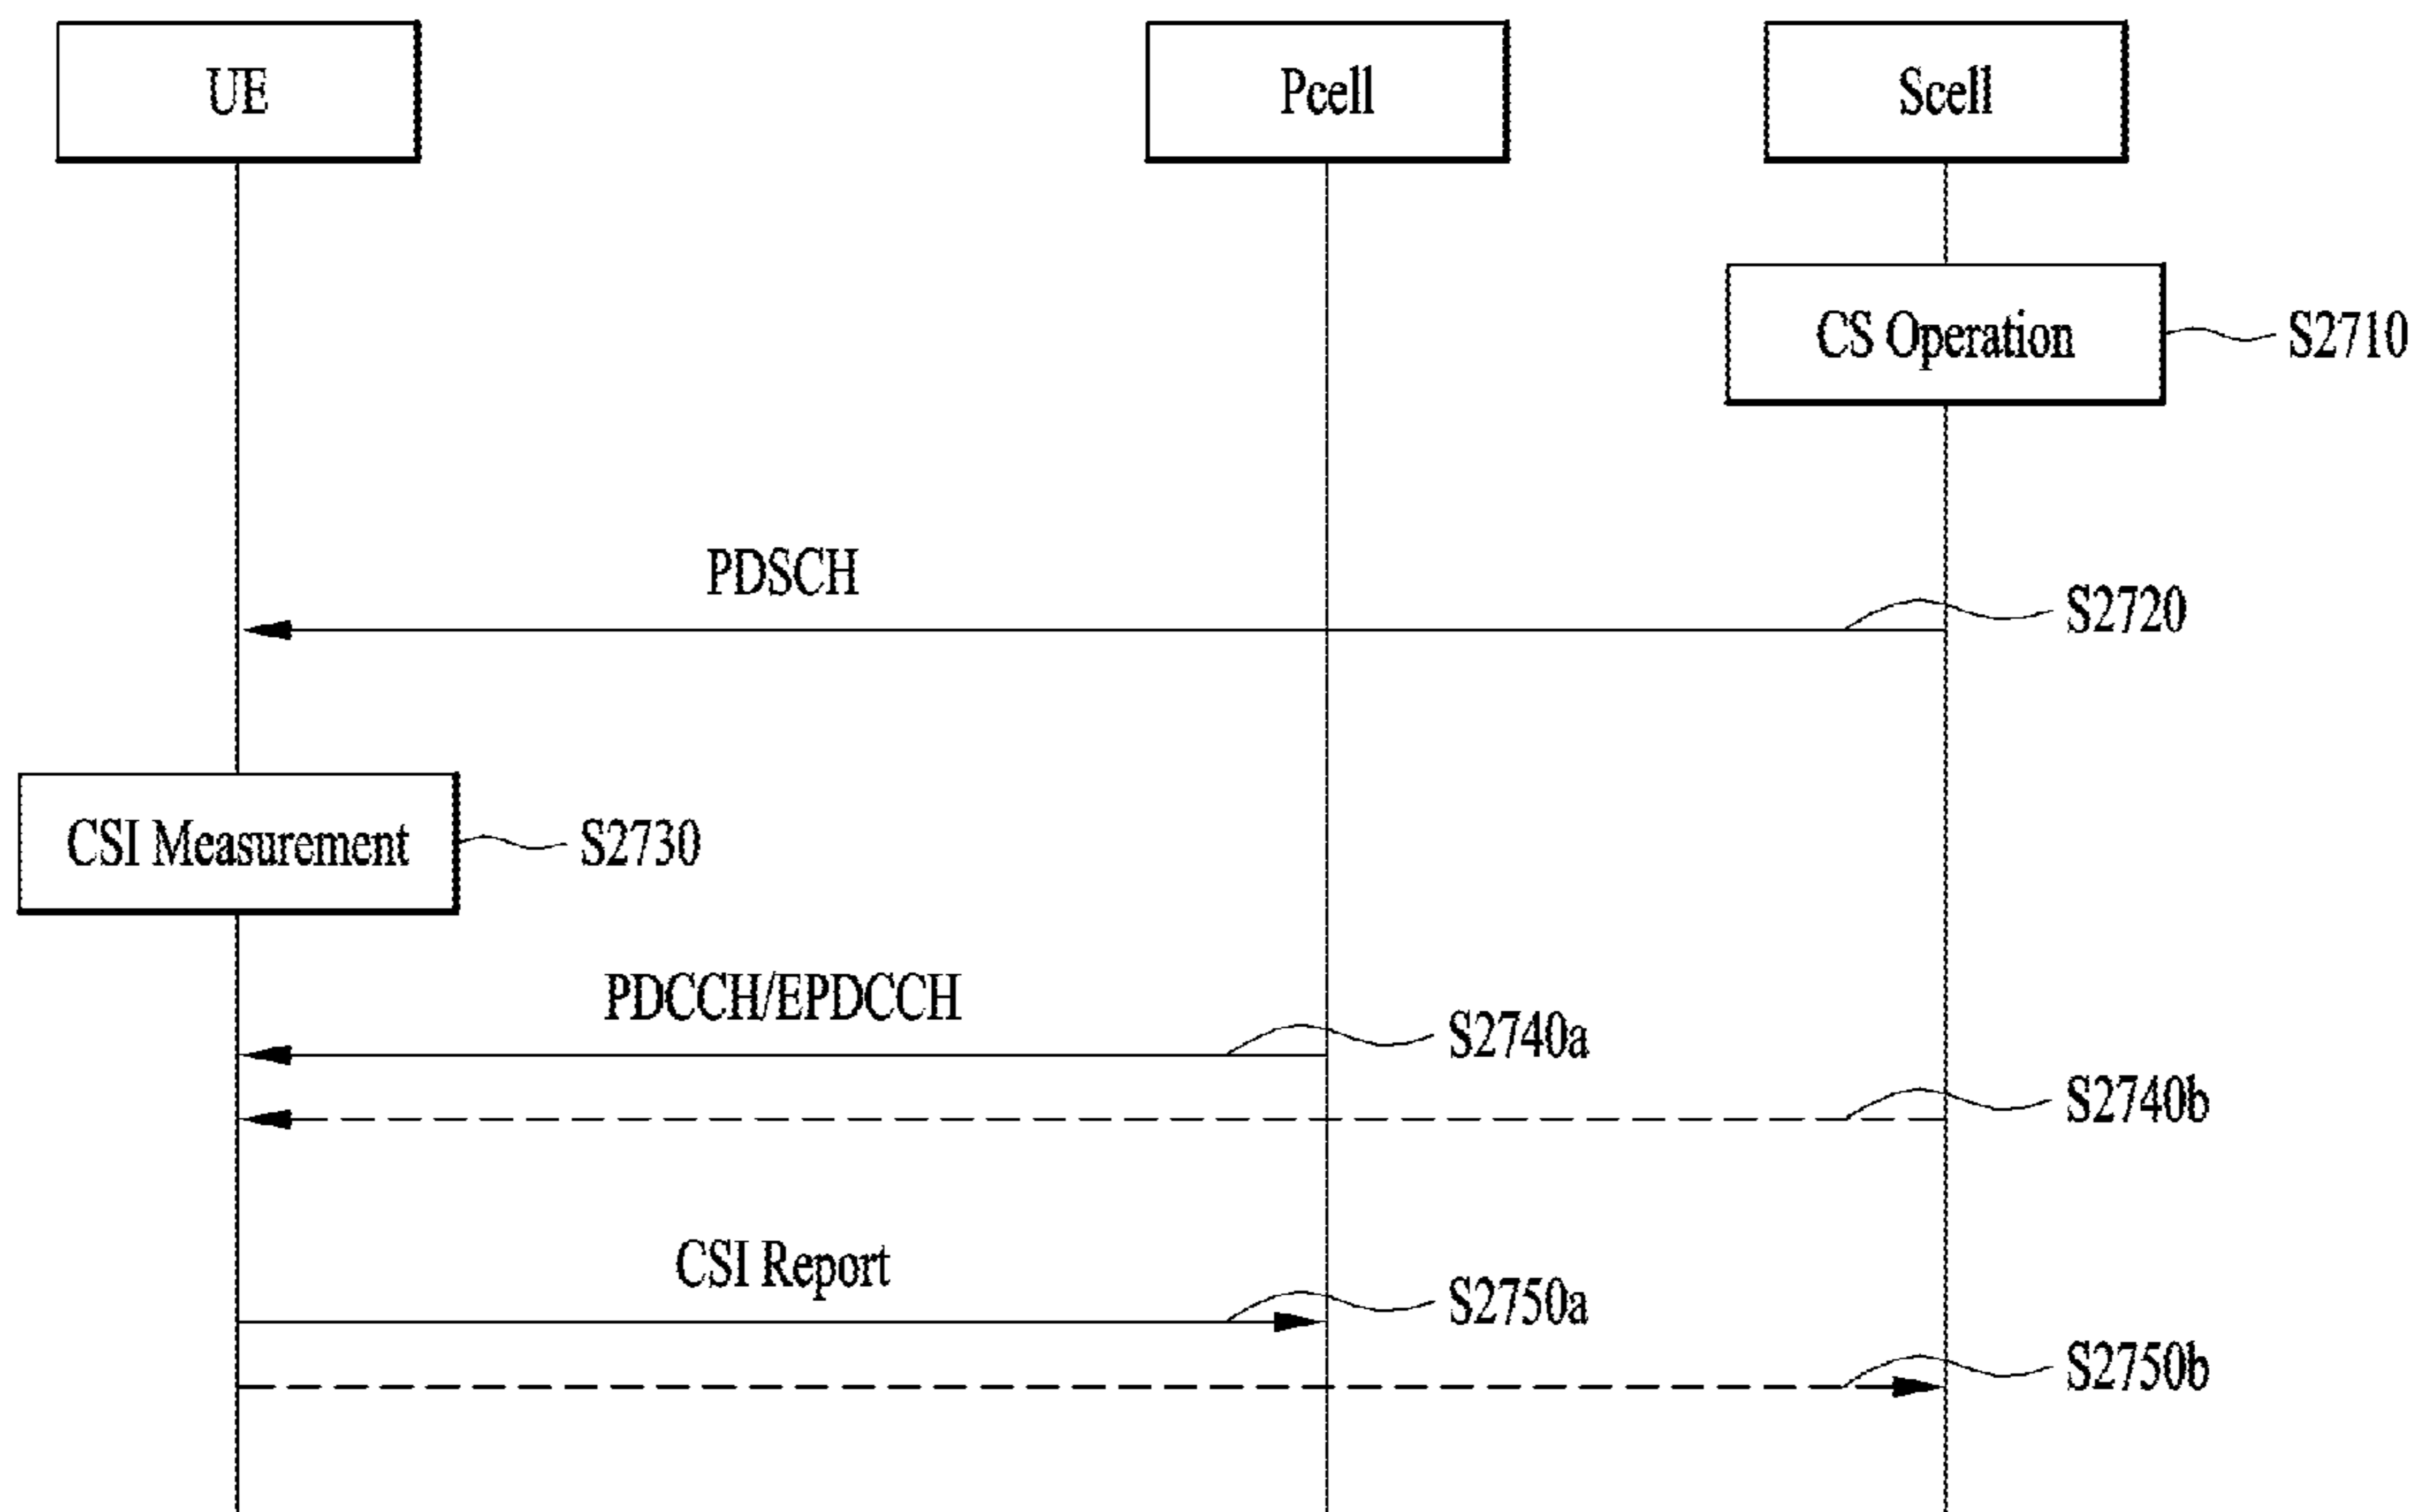 UE
Pcell
Scell
CS Operation
S2710
PDSCH
S2720
CSI Measurement
S2730
PDCCH/EPDCCH
S2740a
S2740b
CSI Report
S2750a
S2750b